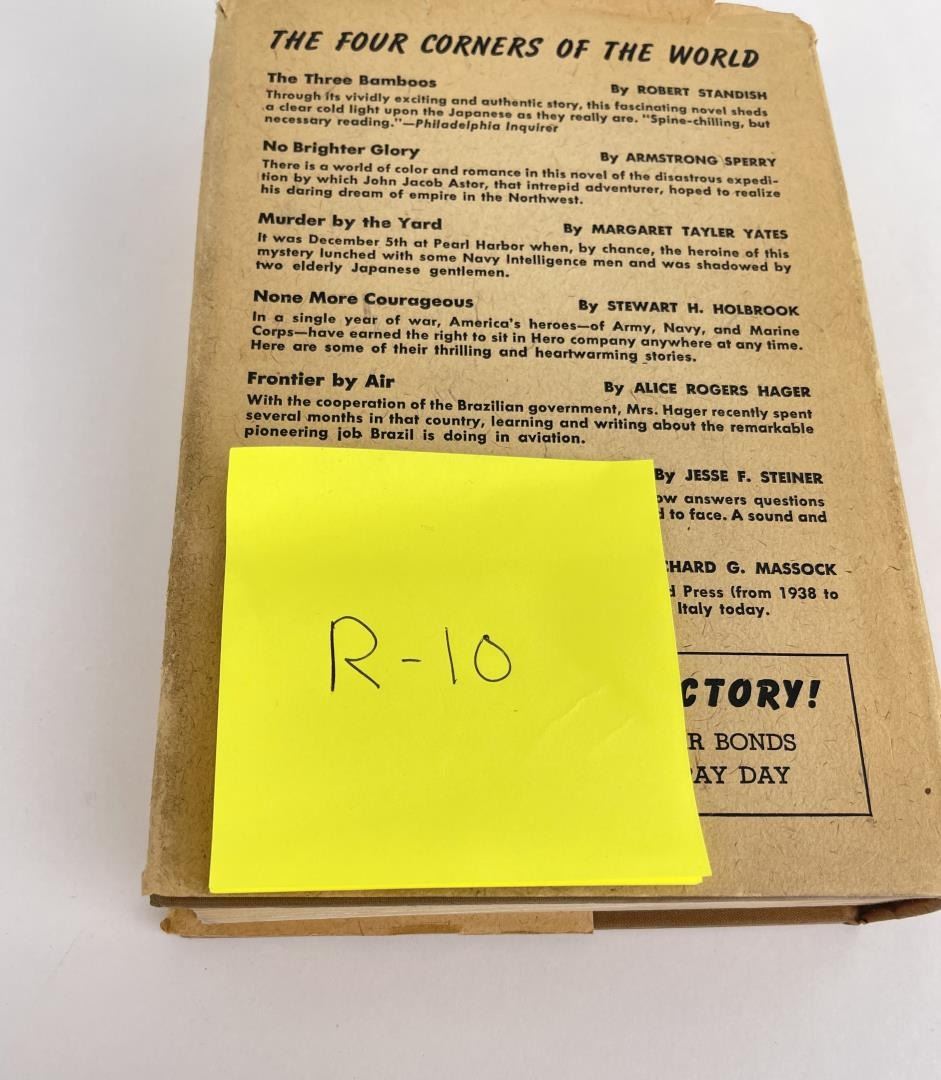 THE FOUR CORNERS OF THE WORLD
The Three Bamboos By ROBERT STANDISH
Through its vividly exciting and authentic story, this fascinating novel sheds
a clear cold light upon the Japanese as they really are. "Spine-chilling, but
necessary reading."—Philadelphia Inquirer
No Brighter Glory By ARMSTRONG SPERRY
There is a world of color and romance in this novel of the disastrous expedi-
tion by which John Jacob Astor, that intrepid adventurer, hoped to realize
his daring dream of empire in the Northwest.
Murder by the Yard By MARGARET TAYLER YATES
It was December 5th at Pearl Harbor when, by chance, the heroine of this
mystery lunched with some Navy Intelligence men and was shadowed by
two elderly Japanese gentlemen.
None More Courageous By STEWART H. HOLBROOK
In a single year of war, America's heroes—of Army, Navy, and Marine
Corps—have earned the right to sit in Hero company anywhere at any time.
Here are some of their thrilling and heartwarming stories.
Frontier by Air By ALICE ROGERS HAGER
With the cooperation of the Brazilian government, Mrs. Hager recently spent
several months in that country, learning and writing about the remarkable
pioneering job Brazil is doing in aviation.
By JESSE F. STEINER
ow answers questions
to face. A sound and
CHARD G. MASSOCK
Press (from 1938 to
Italy today.
CTORY!
R BONDS
PAY DAY
R-10